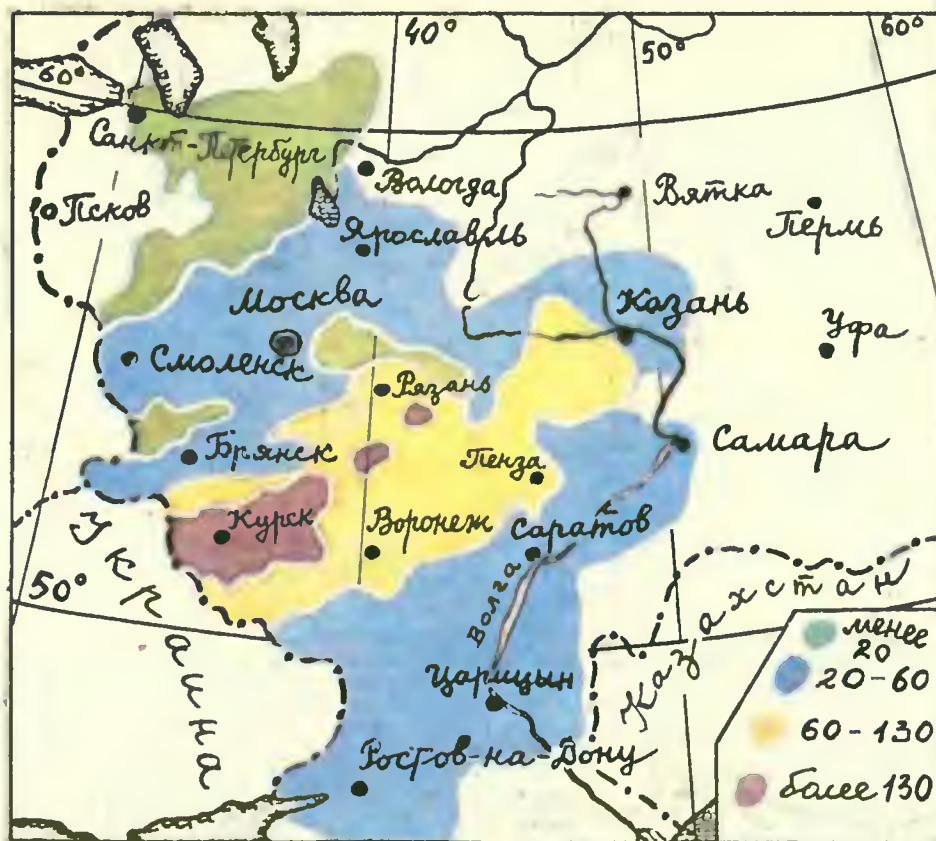 40°
50°
60°
60°
Санкт-Петербург
Вологда
Вятка
Псков
Пермь
Ярославль
Москва
Казань
Уфа
Смоленск
Рязань
Самара
Брянск
Пенза
Курск
Воронеж
Саратов
50°
Украина
Волга
Казахстан
Царицын
Ростов-на-Дону
менее
20
20-60
60-130
более 130